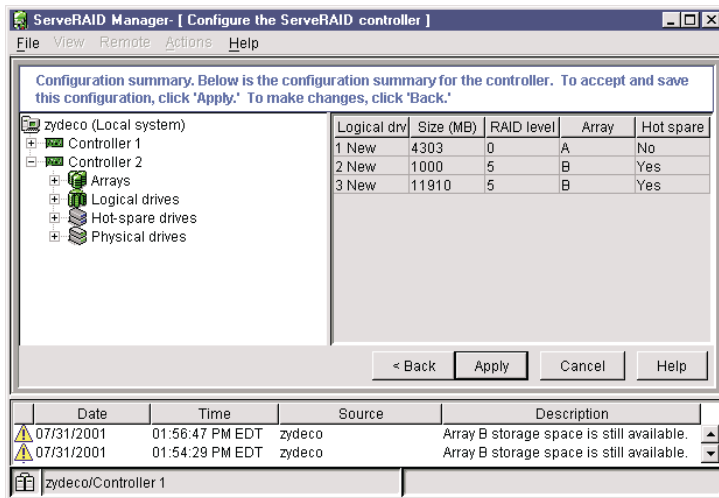 ServeRAID Manager- [ Configure the ServeRAID controller ]
File View Remote Actions Help
Configuration summary. Below is the configuration summary for the controller. To accept and save
this configuration, click 'Apply.' To make changes, click 'Back.'
zydeco (Local system)
Controller 1
Controller 2
Arrays
Logical drives
Hot-spare drives
Physical drives
Logical drv Size (MB) RAID level Array Hot spare
1 New 4303 0 A No
2 New 1000 5 B Yes
3 New 11910 5 B Yes
< Back Apply Cancel Help
Date Time Source Description
07/31/2001 01:56:47 PM EDT zydeco Array B storage space is still available.
07/31/2001 01:54:29 PM EDT zydeco Array B storage space is still available.
zydeco/Controller 1